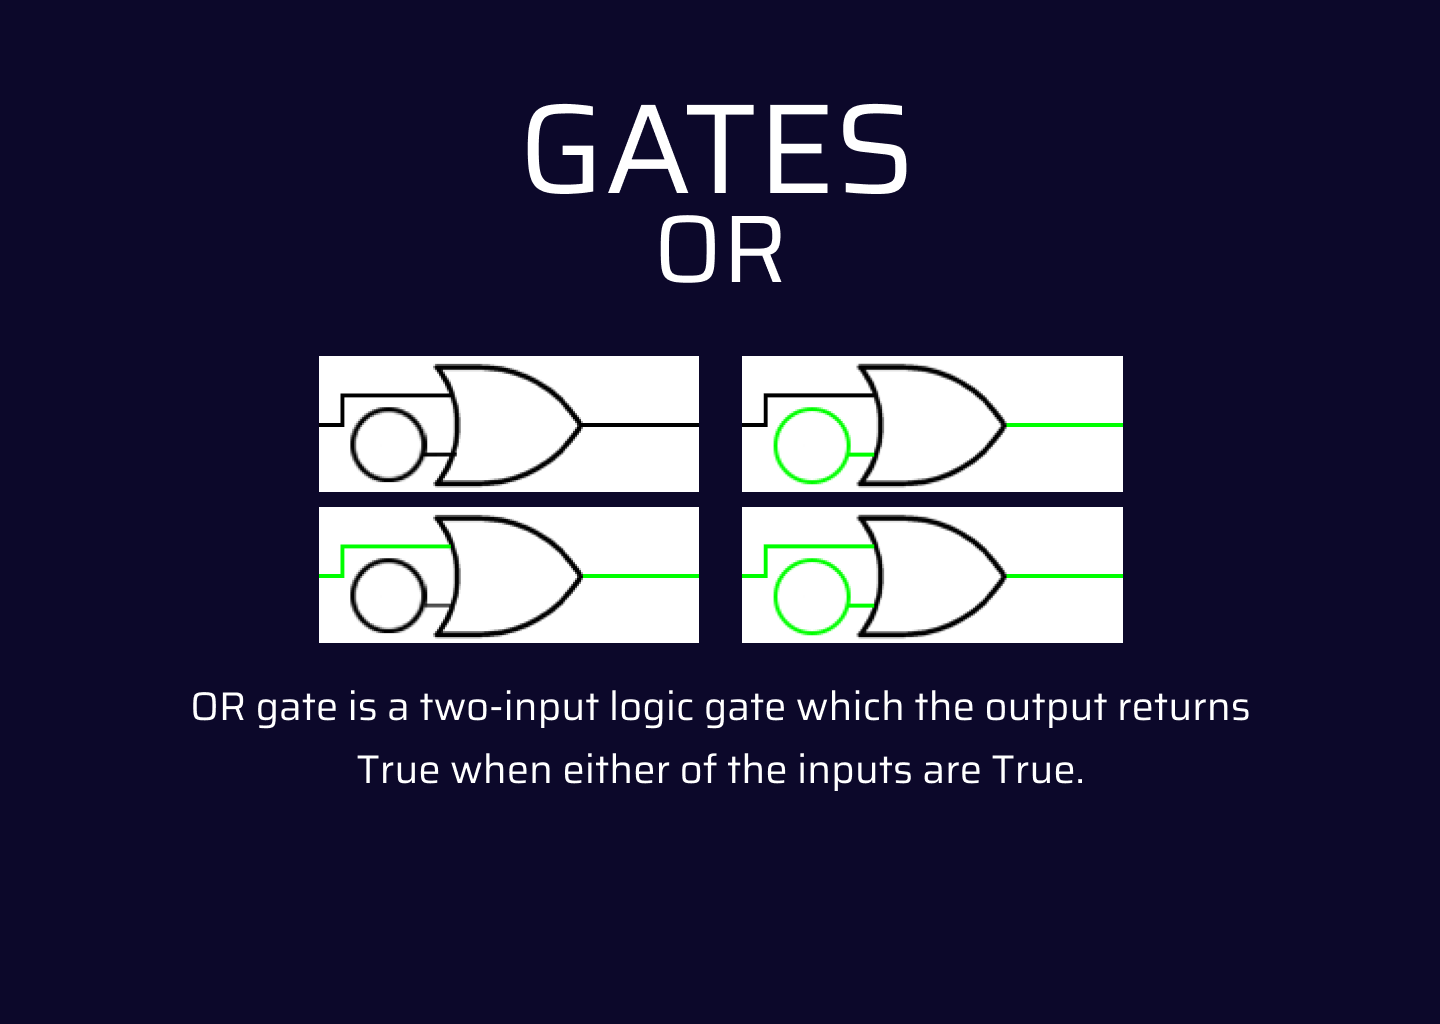 GATES
OR
OR gate is a two-input logic gate which the output returns
True when either of the inputs are True.